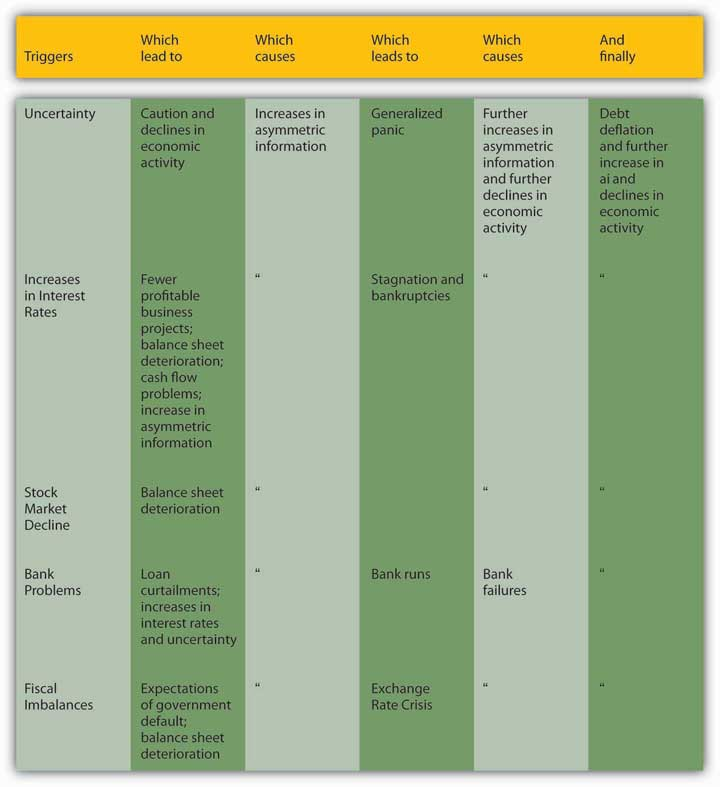 Triggers
Which
lead to
Which
causes
Which
leads to
Which
causes
And
finally
Uncertainty
Caution and
declines in
economic
activity
Increases in
asymmetric
information
Generalized
panic
Further
increases in
asymmetric
information
and further
declines in
economic
activity
Debt
deflation
and further
increase in
ai and
declines in
economic
activity
Increases
in Interest
Rates
Fewer
profitable
business
projects;
balance sheet
deterioration;
cash flow
problems;
increase in
asymmetric
information
“
Stagnation and
bankruptcies
“
“
Stock
Market
Decline
Balance sheet
deterioration
“
“
“
Bank
Problems
Loan
curtailments;
increases in
interest rates
and uncertainty
“
Bank runs
Bank
failures
“
Fiscal
Imbalances
Expectations
of government
default;
balance sheet
deterioration
“
Exchange
Rate Crisis
“
“